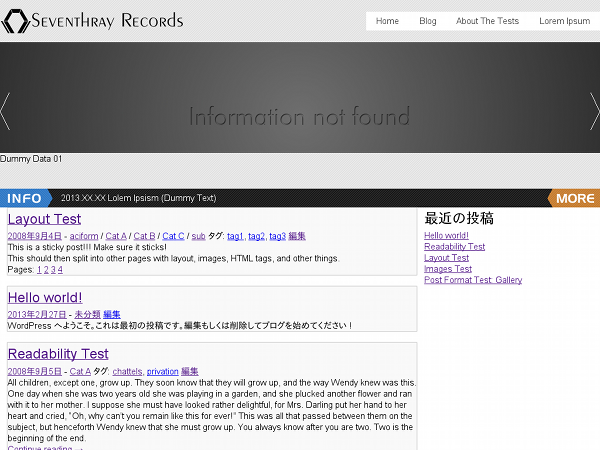 Seventhray Records
Home Blog About The Tests Lorem Ipsum
Information not found
Dummy Data 01
INFO 2013.XX.XX Lolem Ipsism (Dummy Text) MORE
Layout Test
2008年9月4日 - aciform / Cat A / Cat B / Cat C / sub タグ: tag1, tag2, tag3 編集
This is a sticky post!!! Make sure it sticks!
This should then split into other pages with layout, images, HTML tags, and other things.
Pages: 1 2 3 4
Hello world!
2013年2月27日 - 未分類 編集
WordPress へようこそ。これは最初の投稿です。編集もしくは削除してブログを始めてください !
Readability Test
2008年9月5日 - Cat A タグ: chattels, privation 編集
All children, except one, grow up. They soon know that they will grow up, and the way Wendy knew was this.
One day when she was two years old she was playing in a garden, and she plucked another flower and ran
with it to her mother. I suppose she must have looked rather delightful, for Mrs. Darling put her hand to her
heart and cried, "Oh, why can't you remain like this for ever!" This was all that passed between them on the
subject, but henceforth Wendy knew that she must grow up. You always know after you are two. Two is the
beginning of the end.
Continue reading →
最近の投稿
Hello world!
Readability Test
Layout Test
Images Test
Post Format Test: Gallery